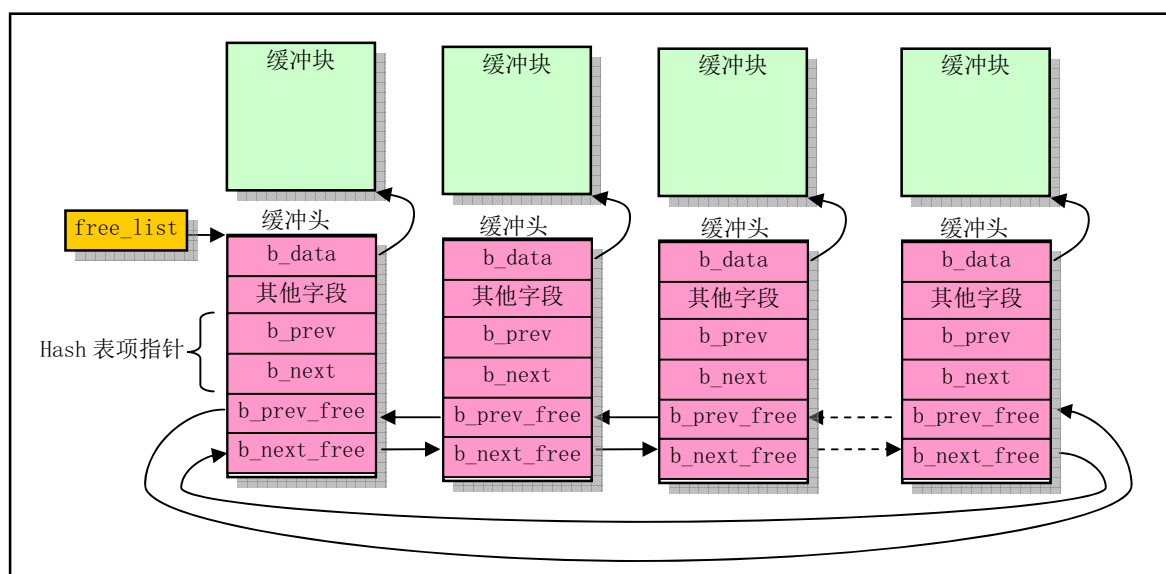 缓冲块
缓冲块
缓冲块
缓冲块
free_list
缓冲头
缓冲头
缓冲头
缓冲头
b_data
b_data
b_data
b_data
其他字段
其他字段
其他字段
其他字段
Hash 表项指针
b_prev
b_prev
b_prev
b_prev
b_next
b_next
b_next
b_next
b_prev_free
b_prev_free
b_prev_free
b_prev_free
b_next_free
b_next_free
b_next_free
b_next_free